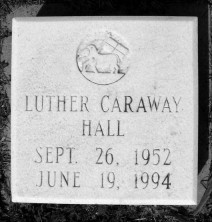 LUTHER CARAWAY
HALL
SEPT. 26, 1952
JUNE 19, 1994